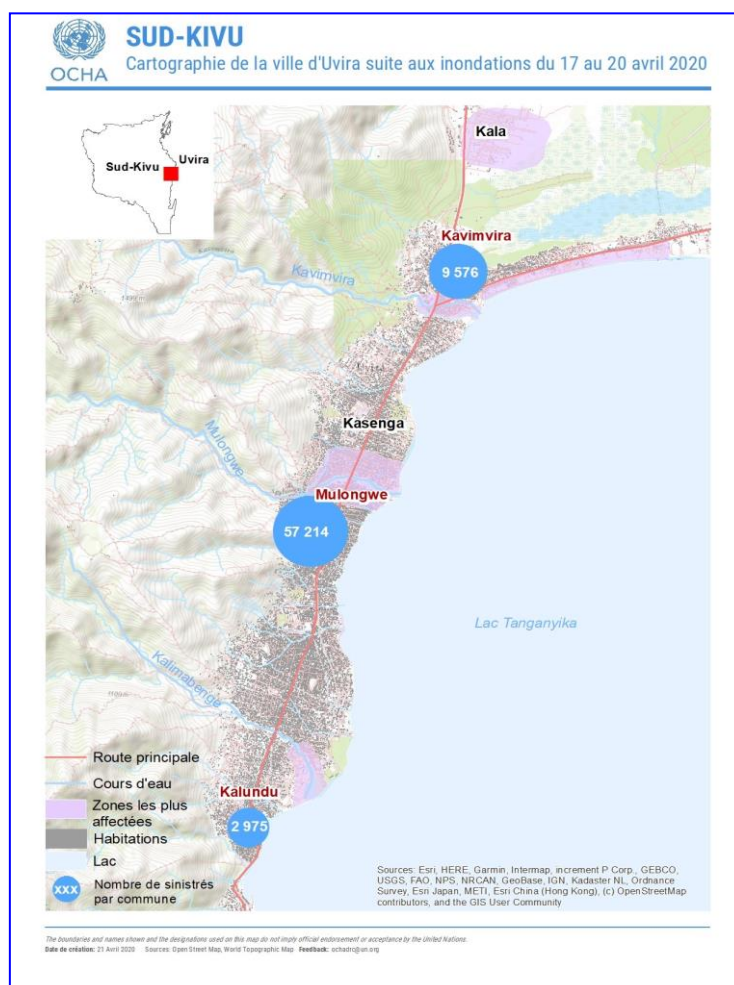 OCHA
SUD-KIVU
Cartographie de la ville d'Uvira suite aux inondations du 17 au 20 avril 2020
Kala
Sud-Kivu
Uvira
Kavimvira
9 576
Kavimvira
Uvira
Kasenga
Mulongwe
Mulongwe
57 214
Lac Tanganyika
Kalimabenge
Route principale
Cours d'eau
Zones les plus
affectées
Habitations
Lac
xxx
Nombre de sinistrés
par commune
Kalundu
2 975
Sources: Esri, HERE, Garmin, Intermap, increment P Corp., GEBCO,
USGS, FAO, NPS, NRCAN, GeoBase, IGN, Kadaster NL, Ordnance
Survey, Esri Japan, METI, Esri China (Hong Kong), (c) OpenStreetMap
contributors, and the GIS User Community
The boundaries and names shown and the designations used on this map do not imply official endorsement or acceptance by the United Nations.
Date de création: 21 Avril 2020 Sources: Open Street Map, World Topographic Map Feedback: ochadrc@un.org